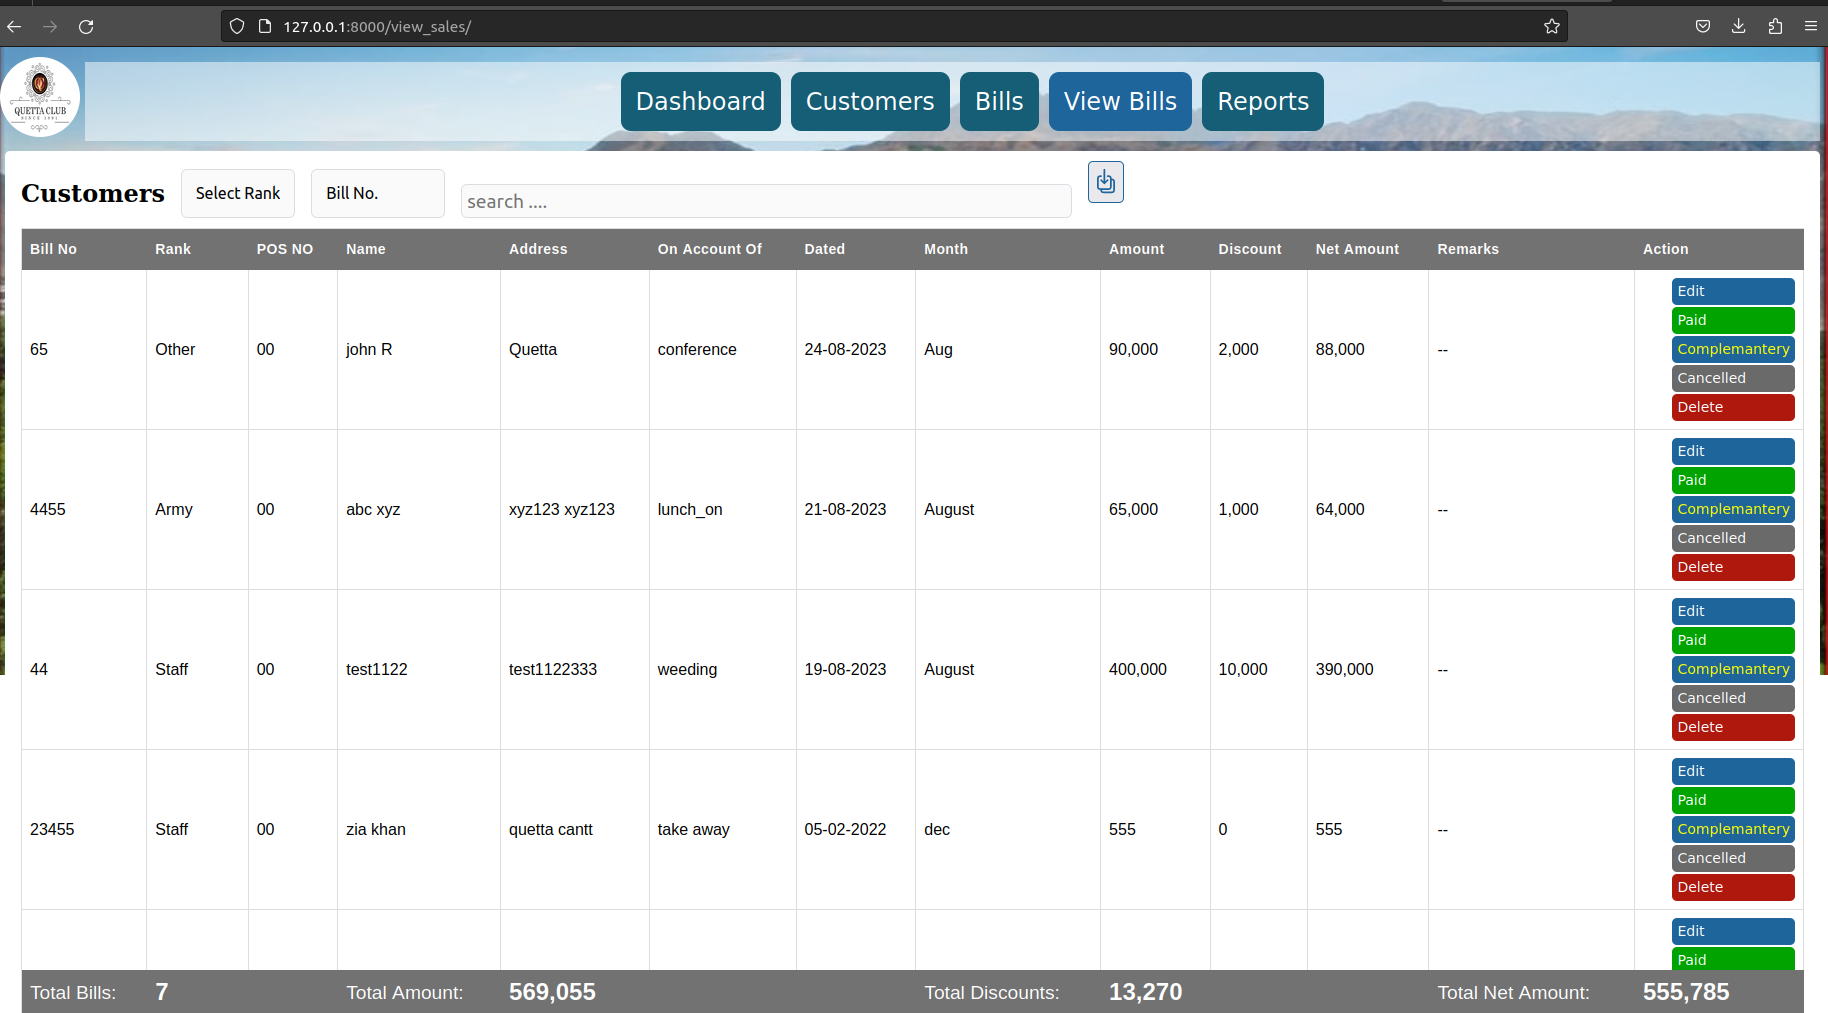 127.0.0.1:8000/view_sales/
QUETTA CLUB
SINCE 1891
Dashboard Customers Bills View Bills Reports
Customers Select Rank Bill No. search ....
Bill No Rank POS NO Name Address On Account Of Dated Month Amount Discount Net Amount Remarks Action
Edit
Paid
65 Other 00 john R Quetta conference 24-08-2023 Aug 90,000 2,000 88,000 -- Complemantery
Cancelled
Delete
Edit
Paid
4455 Army 00 abc xyz xyz123 xyz123 lunch_on 21-08-2023 August 65,000 1,000 64,000 -- Complemantery
Cancelled
Delete
Edit
Paid
44 Staff 00 test1122 test1122333 weeding 19-08-2023 August 400,000 10,000 390,000 -- Complemantery
Cancelled
Delete
Edit
Paid
23455 Staff 00 zia khan quetta cantt take away 05-02-2022 dec 555 0 555 -- Complemantery
Cancelled
Delete
Edit
Paid
Total Bills: 7 Total Amount: 569,055 Total Discounts: 13,270 Total Net Amount: 555,785